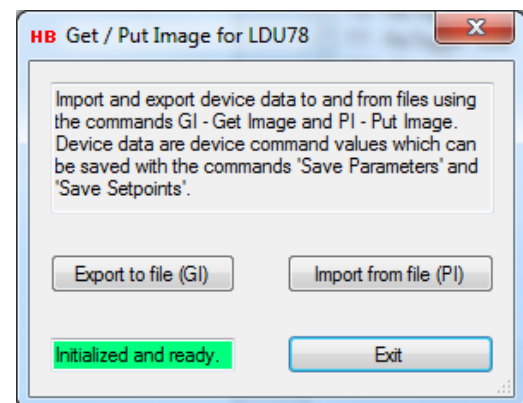 HB Get / Put Image for LDU78
Import and export device data to and from files using
the commands GI - Get Image and PI - Put Image.
Device data are device command values which can
be saved with the commands 'Save Parameters' and
'Save Setpoints'.
Export to file (GI)
Import from file (PI)
Initialized and ready.
Exit